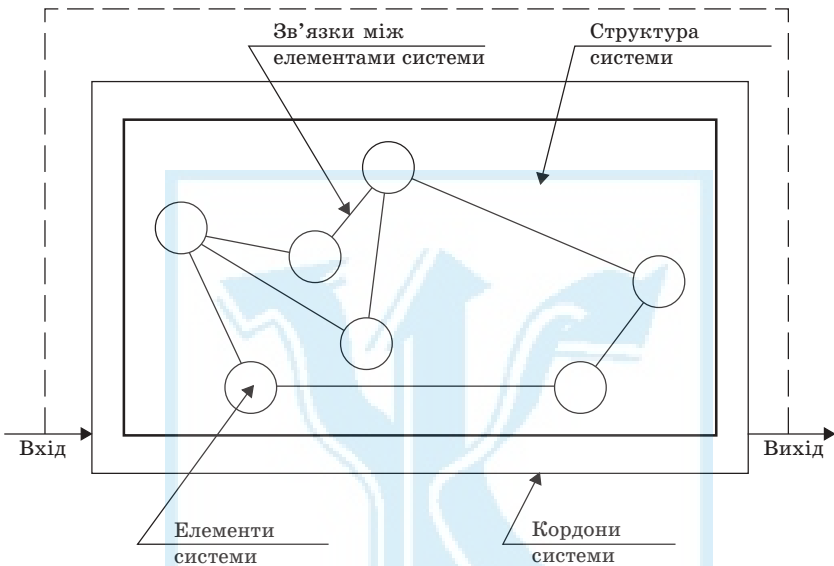 Зв’язки між
елементами системи
Структура
системи
Вхід
Вихід
Елементи
системи
Кордони
системи